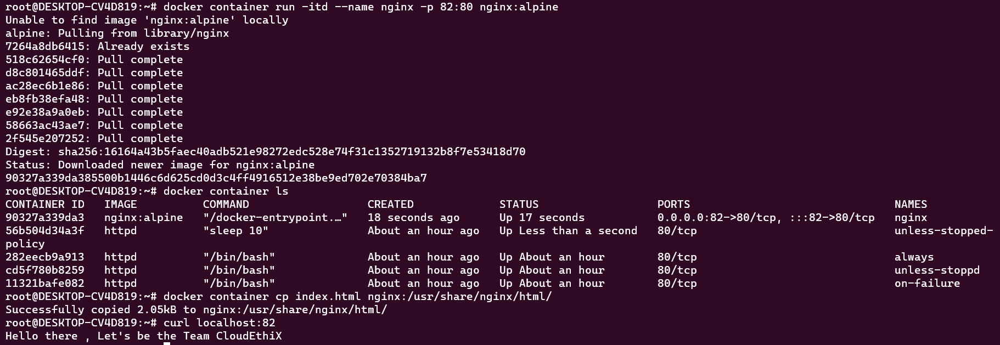 root@DESKTOP-CV4D819:~# docker container run -itd --name nginx -p 82:80 nginx:alpine
Unable to find image 'nginx:alpine' locally
alpine: Pulling from library/nginx
7264a8db6415: Already exists
518c62654cf0: Pull complete
d8c801465ddf: Pull complete
ac28ec6b1e86: Pull complete
eb8fb38efa48: Pull complete
e92e38a9a0eb: Pull complete
58663ac43ae7: Pull complete
2f545e207252: Pull complete
Digest: sha256:16164a43b5faec40adb521e98272edc528e74f31c1352719132b8f7e53418d70
Status: Downloaded newer image for nginx:alpine
90327a339da385500b1446c6d625cd0d3c4ff4916512e38be9ed702e70384ba7
root@DESKTOP-CV4D819:~# docker container ls
CONTAINER ID   IMAGE          COMMAND                  CREATED             STATUS                  PORTS                               NAMES
90327a339da3   nginx:alpine   "/docker-entrypoint.…"   18 seconds ago      Up 17 seconds           0.0.0.0:82->80/tcp, :::82->80/tcp   nginx
56b504d34a3f   httpd          "sleep 10"               About an hour ago   Up Less than a second   80/tcp                              unless-stopped-
policy
282eecb9a913   httpd          "/bin/bash"              About an hour ago   Up About an hour        80/tcp                              always
cd5f780b8259   httpd          "/bin/bash"              About an hour ago   Up About an hour        80/tcp                              unless-stoppd
11321bafe082   httpd          "/bin/bash"              About an hour ago   Up About an hour        80/tcp                              on-failure
root@DESKTOP-CV4D819:~# docker container cp index.html nginx:/usr/share/nginx/html/
Successfully copied 2.05kB to nginx:/usr/share/nginx/html/
root@DESKTOP-CV4D819:~# curl localhost:82
Hello there , Let's be the Team CloudEthiX